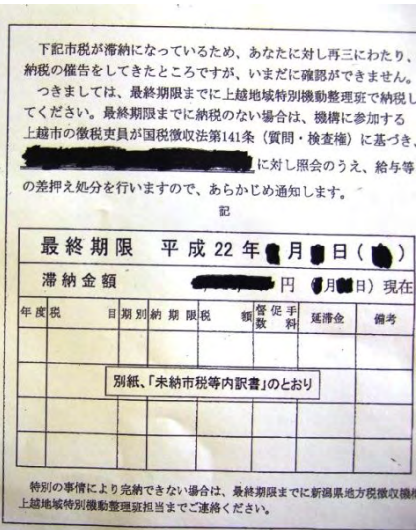 下記市税が滞納になっているため、あなたに対し再三にわたり、
納税の催告をしてきたところですが、いまだに確認ができません。
つきましては、最終期限までに上越地域特別機動整理班で納税し
てください。最終期限までに納税のない場合は、機構に参加する
上越市の徴税吏員が国税徴収法第141条（質問・検査権）に基づき、
に対し照会のうえ、給与等
の差押え処分を行いますので、あらかじめ通知します。
記
最終期限 平成 22 年 月 日（ ）
滞納金額 円 （ 月 日）現在
年度 税目 期別 納期限 税額 督促手数料 延滞金 備考
別紙、「未納市税等内訳書」のとおり
特別の事情により完納できない場合は、最終期限までに新潟県地方税徴収機構
上越地域特別機動整理班担当までご連絡ください。